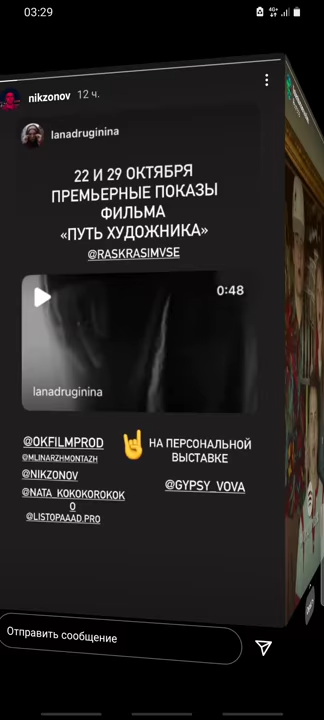 03:29
4G+
nikzonov 12 ч.
lanadruginina
22 И 29 ОКТЯБРЯ
ПРЕМЬЕРНЫЕ ПОКАЗЫ
ФИЛЬМА
«ПУТЬ ХУДОЖНИКА»
@RASKRASIMVSE
0:48
lanadruginina
@OKFILMPROD
@MLINARZHMONTAZH
@NIKZONOV
@NATA_KOKOKOROKOK
O
@LISTOPAAAD.PRO
НА ПЕРСОНАЛЬНОЙ
ВЫСТАВКЕ
@GYPSY_VOVA
Отправить сообщение